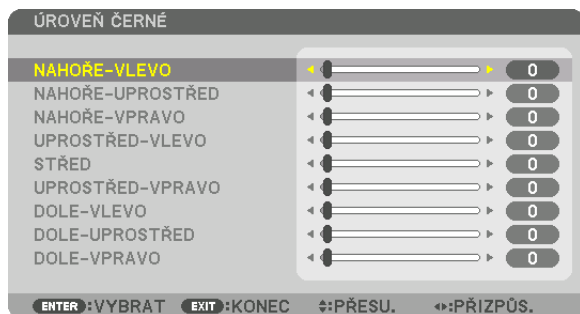 ÚROVEŇ ČERNÉ
NAHOŘE-VLEVO 0
NAHOŘE-UPROSTŘED 0
NAHOŘE-VPRAVO 0
UPROSTŘED-VLEVO 0
STŘED 0
UPROSTŘED-VPRAVO 0
DOLE-VLEVO 0
DOLE-UPROSTŘED 0
DOLE-VPRAVO 0
ENTER:VYBRAT EXIT:KONEC :PŘESU. :PŘIZPŮS.